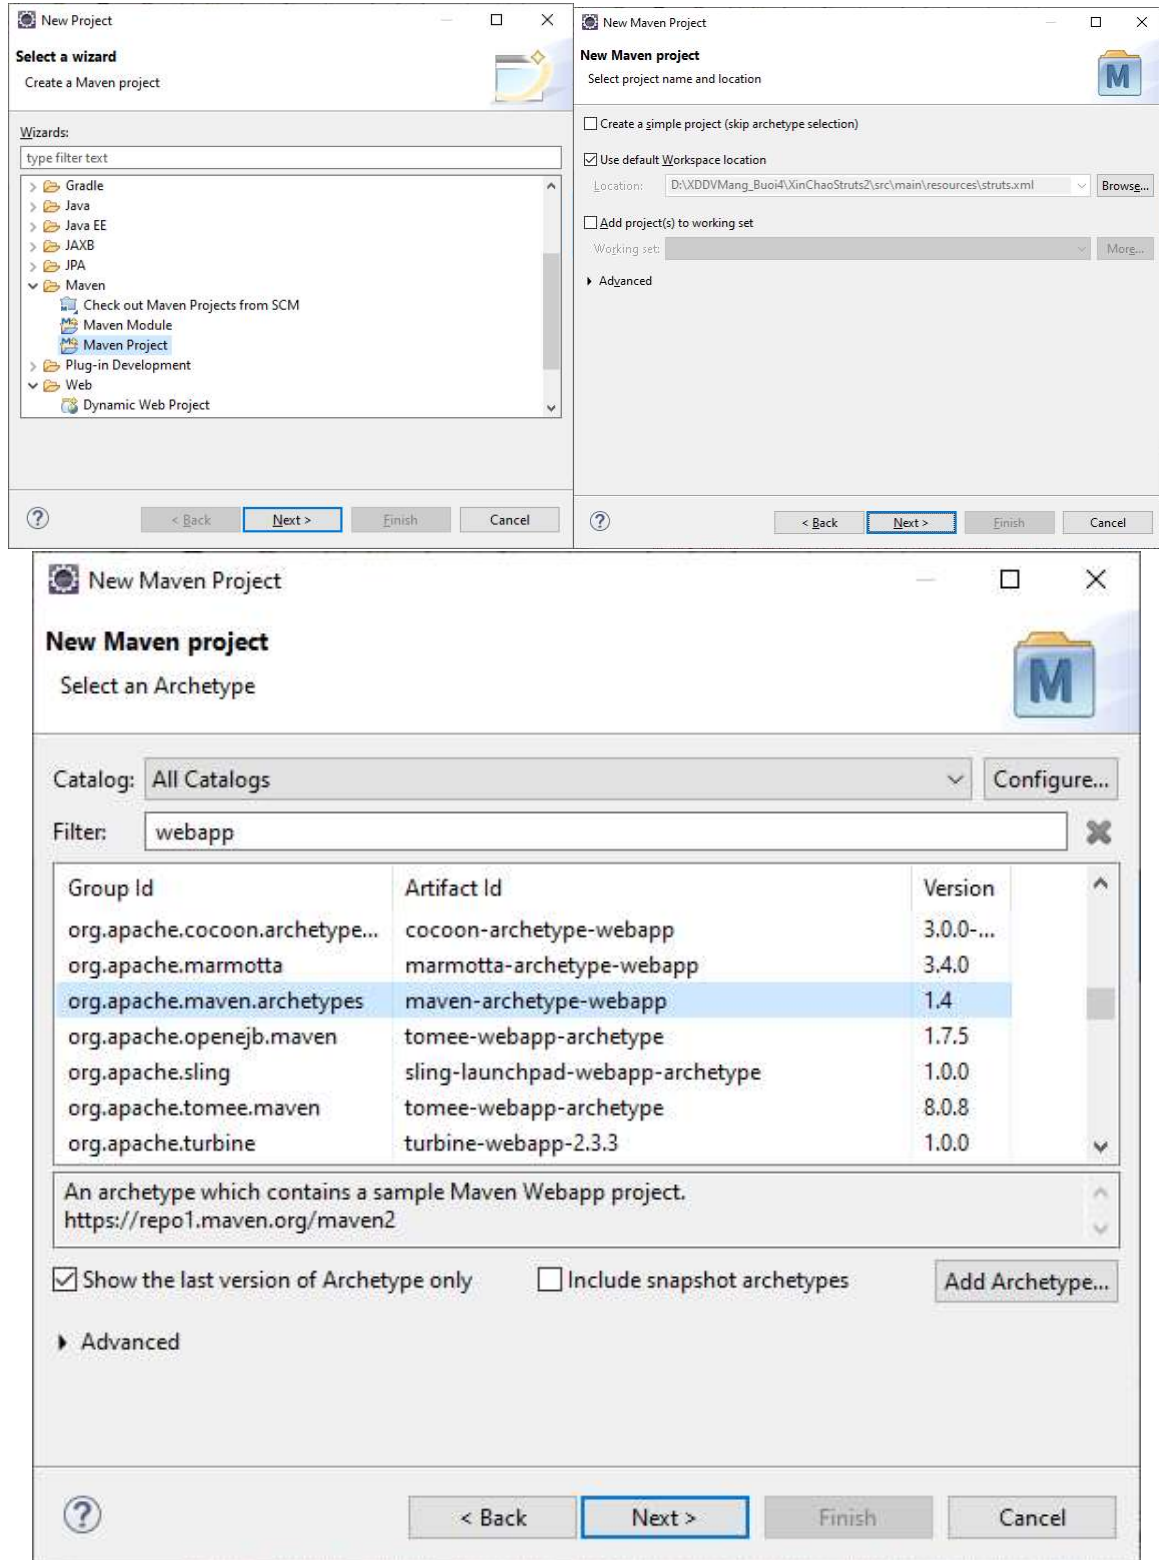 New Project
Select a wizard
Create a Maven project
Wizards:
type filter text
Gradle
Java
Java EE
JAXB
JPA
Maven
Check out Maven Projects from SCM
Maven Module
Maven Project
Plug-in Development
Web
Dynamic Web Project
< Back Next > Finish Cancel
New Maven Project
New Maven project
Select project name and location
Create a simple project (skip archetype selection)
Use default Workspace location
Location: D:\XDDVMang_Buoi4\XinChaoStruts2\src\main\resources\struts.xml Browse...
Add project(s) to working set
Working set: More...
Advanced
< Back Next > Finish Cancel
New Maven Project
New Maven project
Select an Archetype
Catalog: All Catalogs Configure...
Filter: webapp
Group Id Artifact Id Version
org.apache.cocoon.archetype... cocoon-archetype-webapp 3.0.0-...
org.apache.marmotta marmotta-archetype-webapp 3.4.0
org.apache.maven.archetypes maven-archetype-webapp 1.4
org.apache.openejb.maven tomee-webapp-archetype 1.7.5
org.apache.sling sling-launchpad-webapp-archetype 1.0.0
org.apache.tomee.maven tomee-webapp-archetype 8.0.8
org.apache.turbine turbine-webapp-2.3.3 1.0.0
An archetype which contains a sample Maven Webapp project.
https://repo1.maven.org/maven2
Show the last version of Archetype only Include snapshot archetypes Add Archetype...
Advanced
< Back Next > Finish Cancel